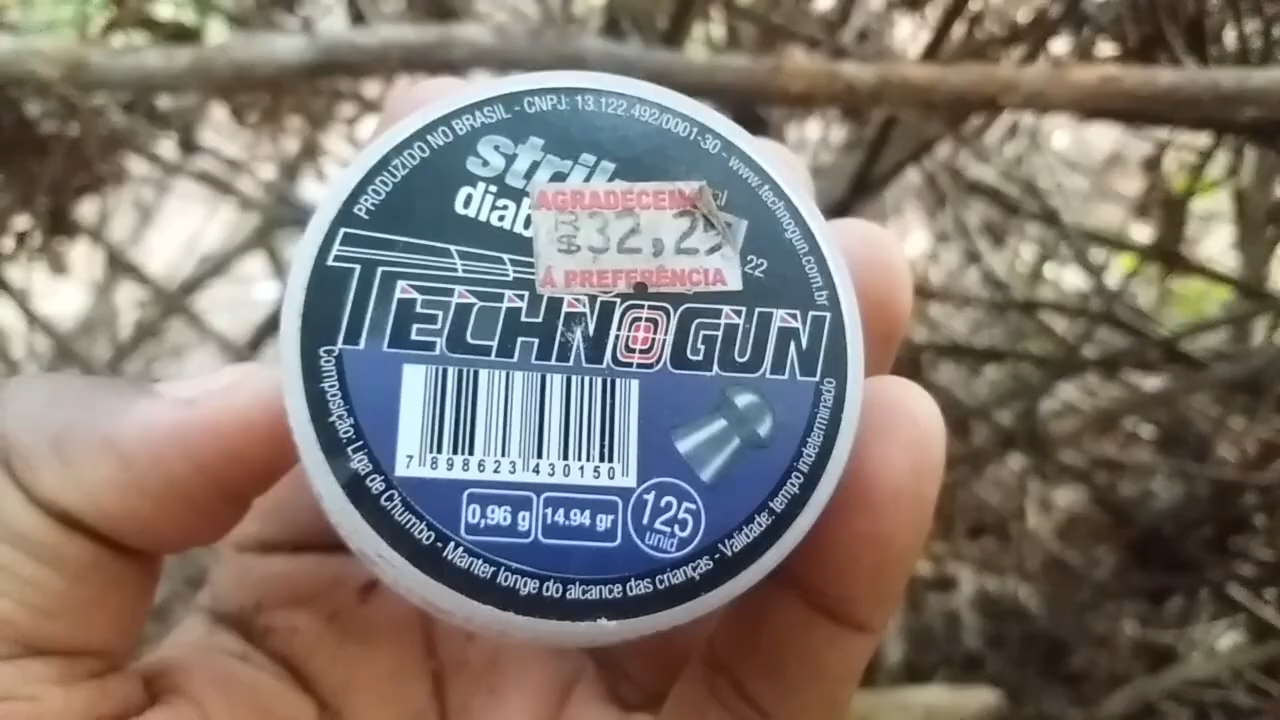 PRODUZIDO NO BRASIL - CNPJ: 13.122.492/0001-30 - www.technogun.com.br
AGRADECEMOS
R$32,25
Á PREFERÊNCIA
22
TECHNOGUN
7 898623 430150
0,96 g
14.94 gr
125
unid
Composição: Liga de Chumbo - Manter longe do alcance das crianças - Validade: tempo indeterminado